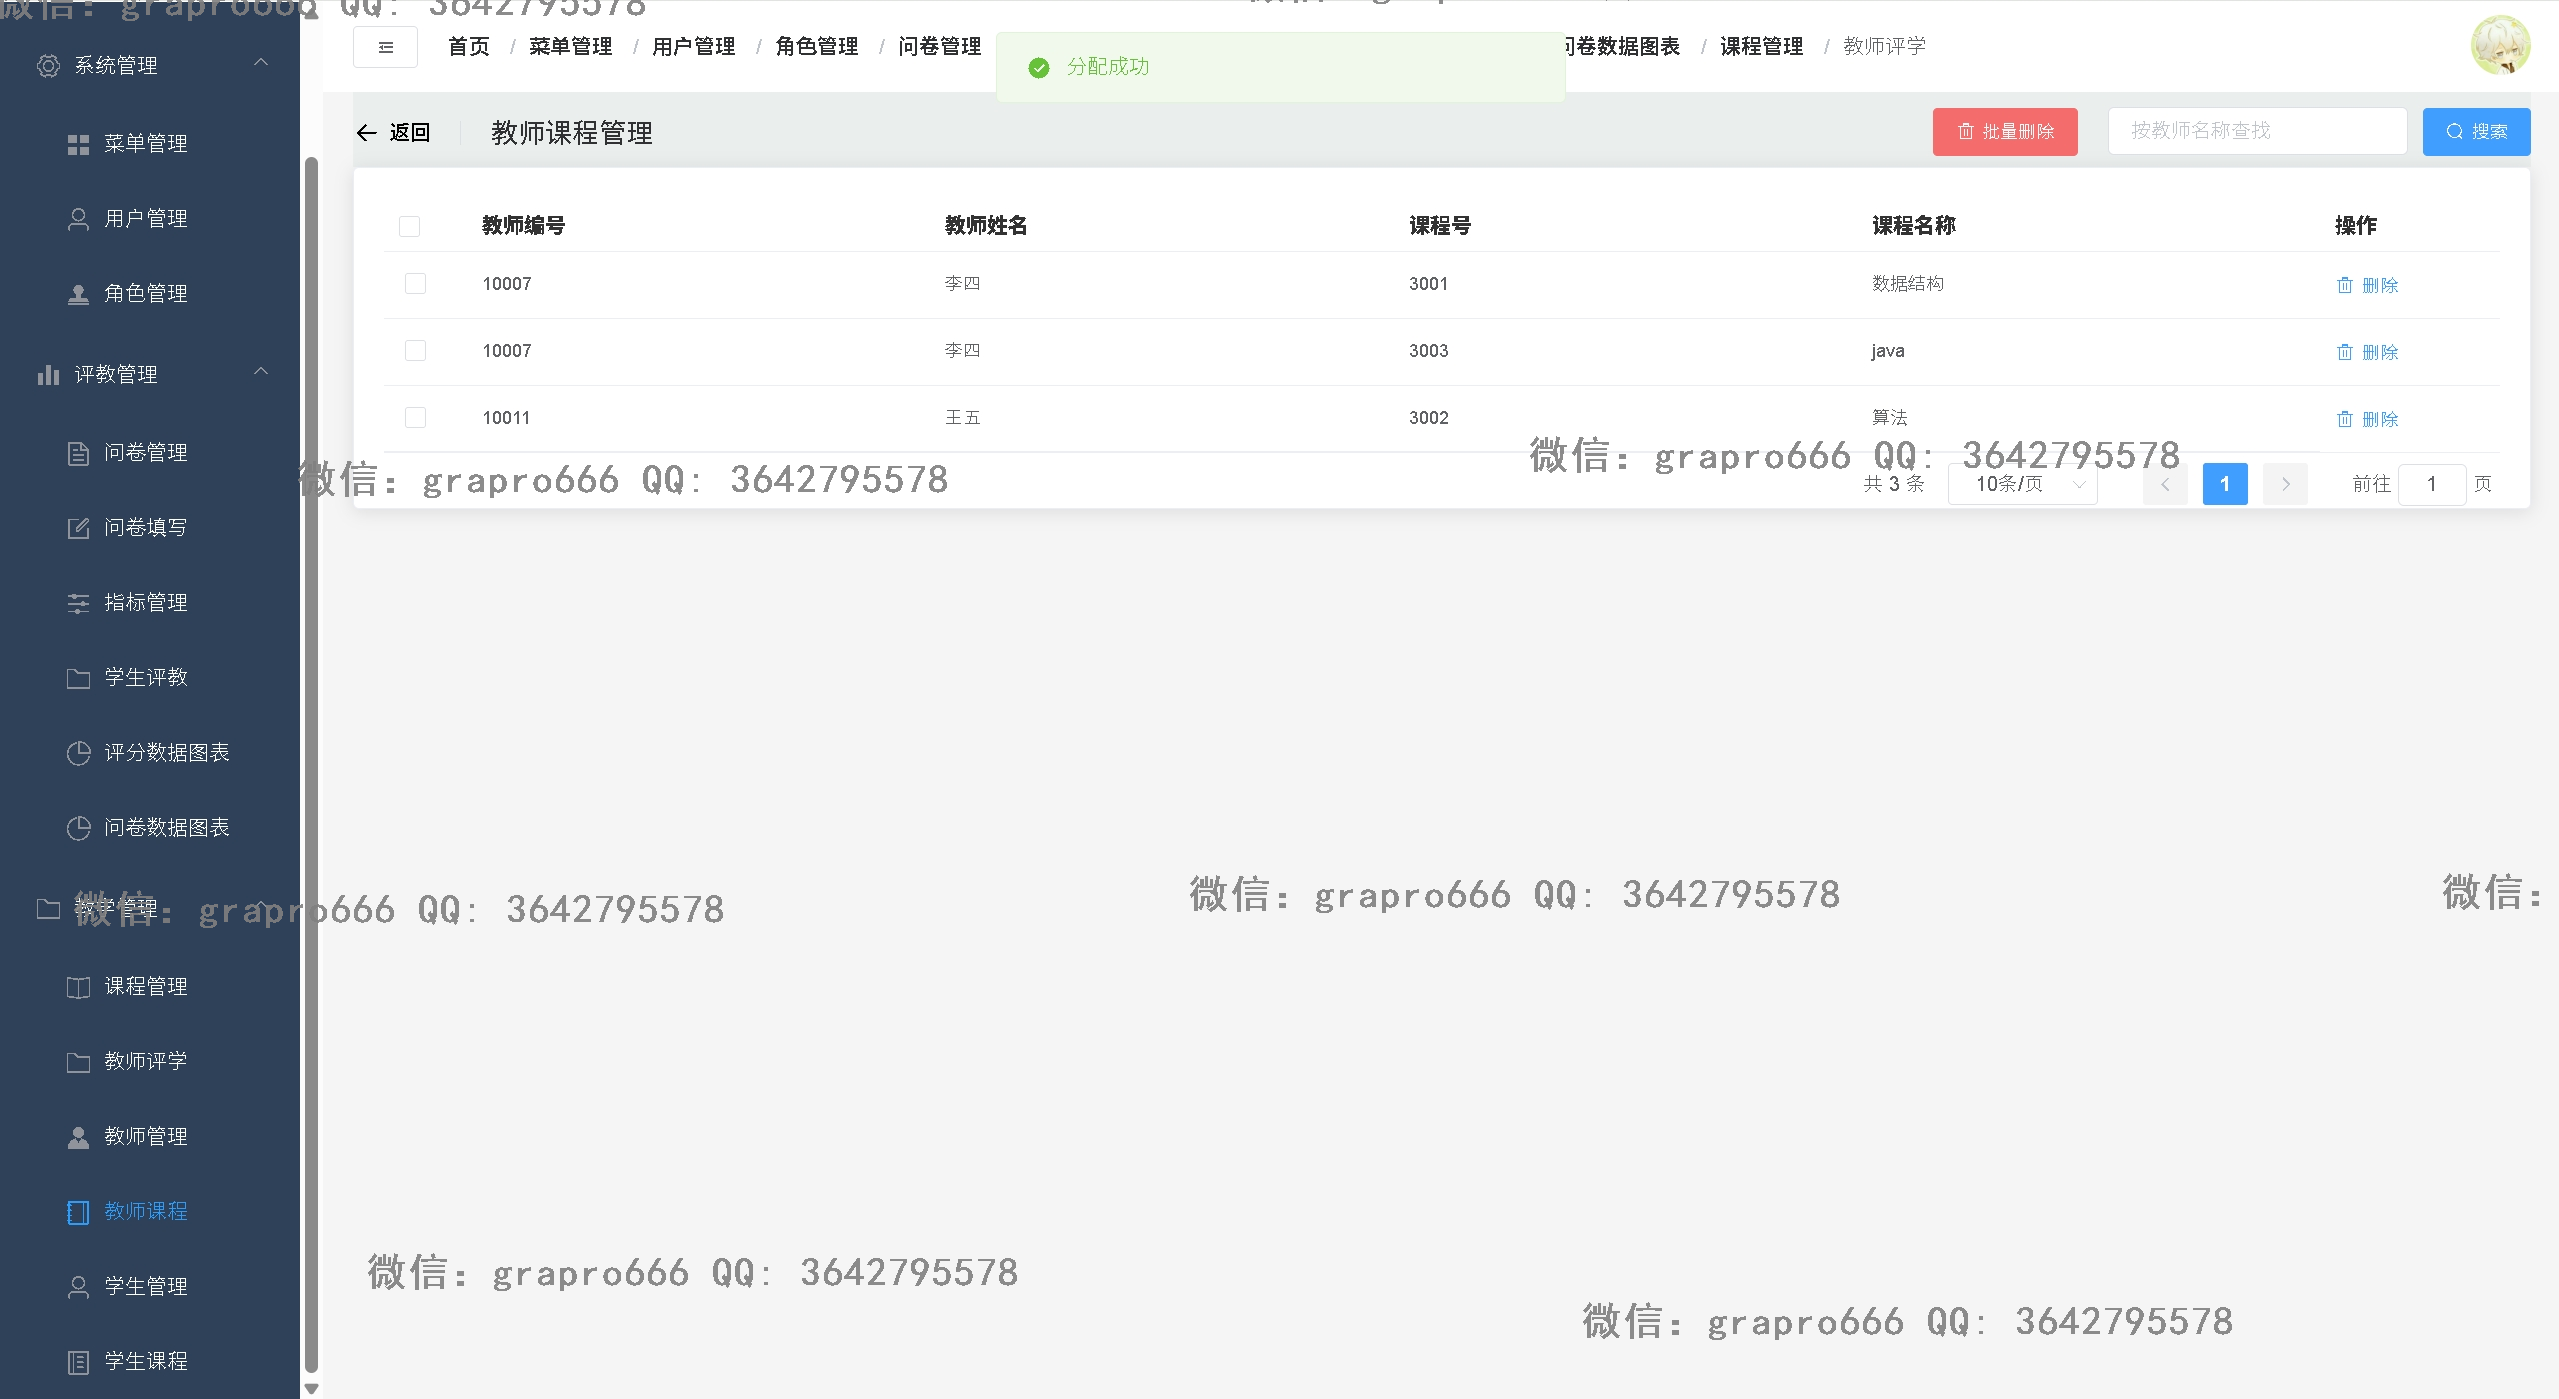 微信: grapro666 QQ: 3642795578
系统管理
菜单管理
用户管理
角色管理
评教管理
问卷管理
问卷填写
指标管理
学生评教
评分数据图表
问卷数据图表
教学管理
课程管理
教师评学
教师管理
教师课程
学生管理
学生课程
首页 / 菜单管理 / 用户管理 / 角色管理 / 问卷管理
问卷数据图表 / 课程管理 / 教师评学
分配成功
返回 教师课程管理
批量删除 按教师名称查找 搜索
教师编号 教师姓名 课程号 课程名称 操作
10007 李四 3001 数据结构 删除
10007 李四 3003 java 删除
10011 王五 3002 算法 删除
微信: grapro666 QQ: 3642795578
微信: grapro666 QQ: 3642795578
共 3 条 10条/页 1 前往 1 页
微信: grapro666 QQ: 3642795578
微信: grapro666 QQ: 3642795578
微信:
微信: grapro666 QQ: 3642795578
微信: grapro666 QQ: 3642795578